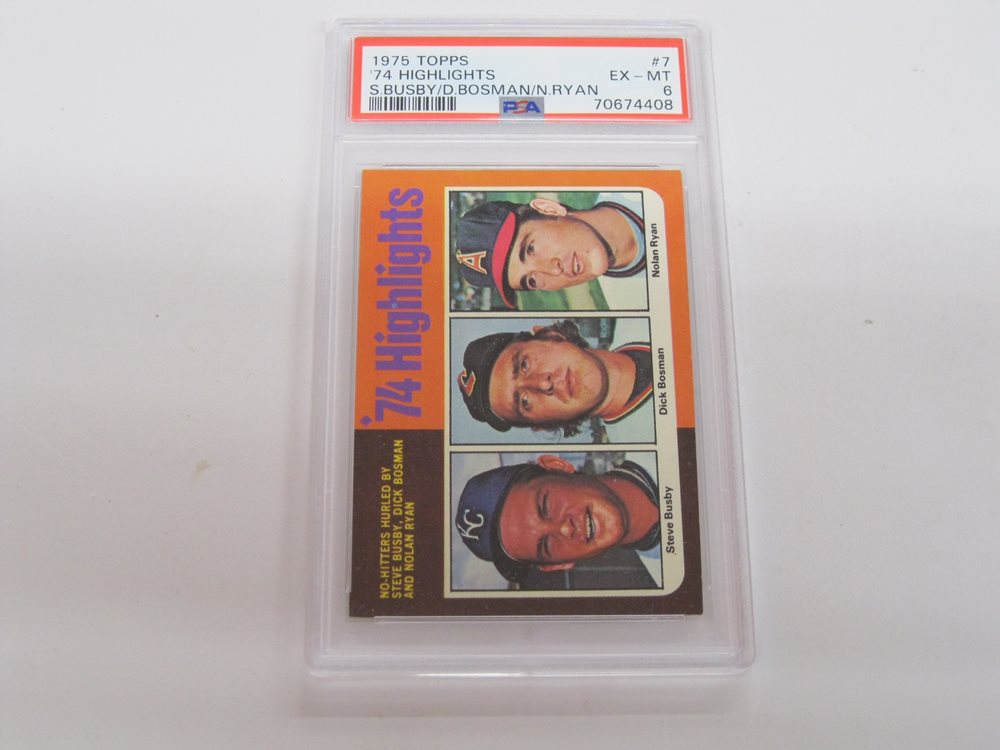 1975 TOPPS #7
'74 HIGHLIGHTS EX – MT
S.BUSBY/D.BOSMAN/N.RYAN 6
PSA 70674408
'74 Highlights
NO-HITTERS HURLED BY
STEVE BUSBY, DICK BOSMAN
AND NOLAN RYAN
KC
Steve Busby
C
Dick Bosman
A
Nolan Ryan